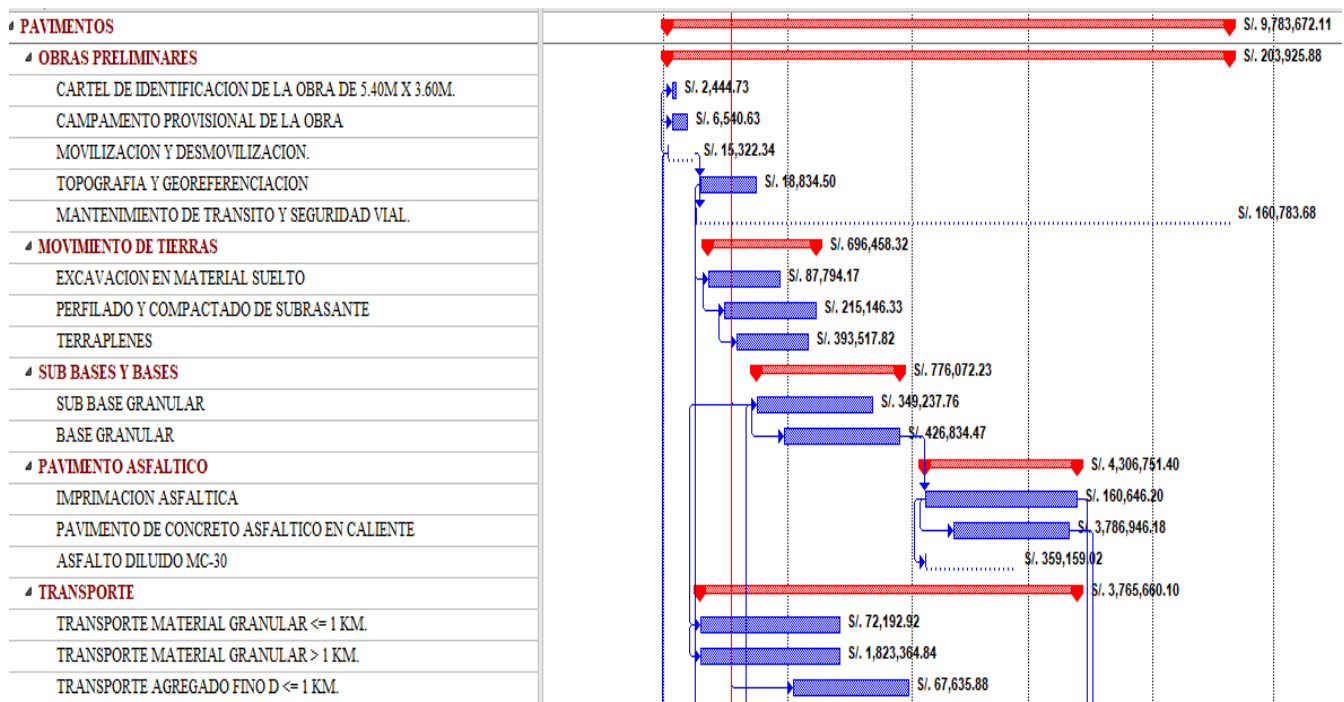 PAVIMENTOS S/. 9,783,672.11
OBRAS PRELIMINARES S/. 203,925.88
CARTEL DE IDENTIFICACION DE LA OBRA DE 5.40M X 3.60M. S/. 2,444.73
CAMPAMENTO PROVISIONAL DE LA OBRA S/. 6,540.63
MOVILIZACION Y DESMOVILIZACION. S/. 15,322.34
TOPOGRAFIA Y GEOREFERENCIACION S/. 18,834.50
MANTENIMIENTO DE TRANSITO Y SEGURIDAD VIAL. S/. 160,783.68
MOVIMIENTO DE TIERRAS S/. 696,458.32
EXCAVACION EN MATERIAL SUELTO S/. 87,794.17
PERFILADO Y COMPACTADO DE SUBRASANTE S/. 215,146.33
TERRAPLENES S/. 393,517.82
SUB BASES Y BASES S/. 776,072.23
SUB BASE GRANULAR S/. 349,237.76
BASE GRANULAR S/. 426,834.47
PAVIMENTO ASFALTICO S/. 4,306,751.40
IMPRIMACION ASFALTICA S/. 160,646.20
PAVIMENTO DE CONCRETO ASFALTICO EN CALIENTE S/. 3,786,946.18
ASFALTO DILUIDO MC-30 S/. 359,159.02
TRANSPORTE S/. 3,765,660.10
TRANSPORTE MATERIAL GRANULAR <= 1 KM. S/. 72,192.92
TRANSPORTE MATERIAL GRANULAR > 1 KM. S/. 1,823,364.84
TRANSPORTE AGREGADO FINO D <= 1 KM. S/. 67,635.88